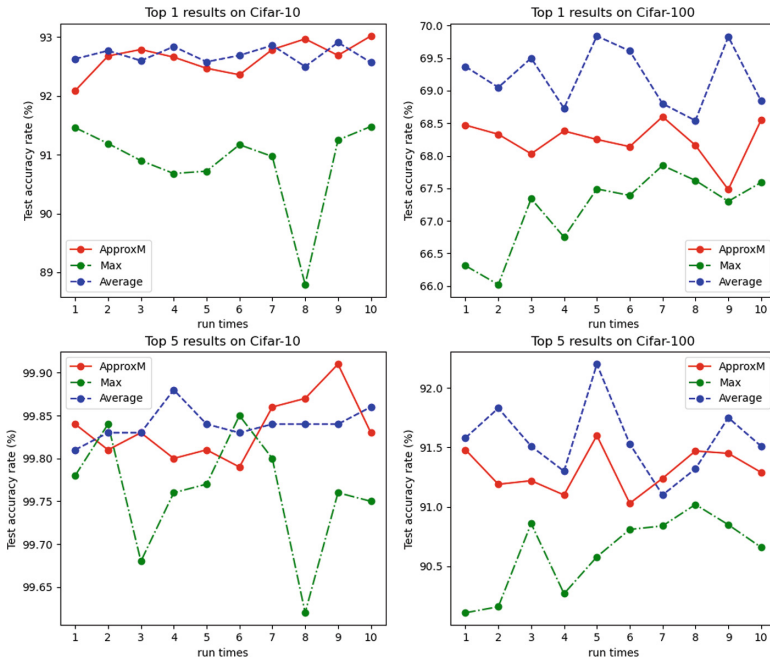 Top 1 results on Cifar-10
Test accuracy rate (%)
93
92
91
90
89
ApproxM
Max
Average
1 2 3 4 5 6 7 8 9 10
run times
Top 1 results on Cifar-100
Test accuracy rate (%)
70.0
69.5
69.0
68.5
68.0
67.5
67.0
66.5
66.0
ApproxM
Max
Average
1 2 3 4 5 6 7 8 9 10
run times
Top 5 results on Cifar-10
Test accuracy rate (%)
99.90
99.85
99.80
99.75
99.70
99.65
ApproxM
Max
Average
1 2 3 4 5 6 7 8 9 10
run times
Top 5 results on Cifar-100
Test accuracy rate (%)
92.0
91.5
91.0
90.5
ApproxM
Max
Average
1 2 3 4 5 6 7 8 9 10
run times